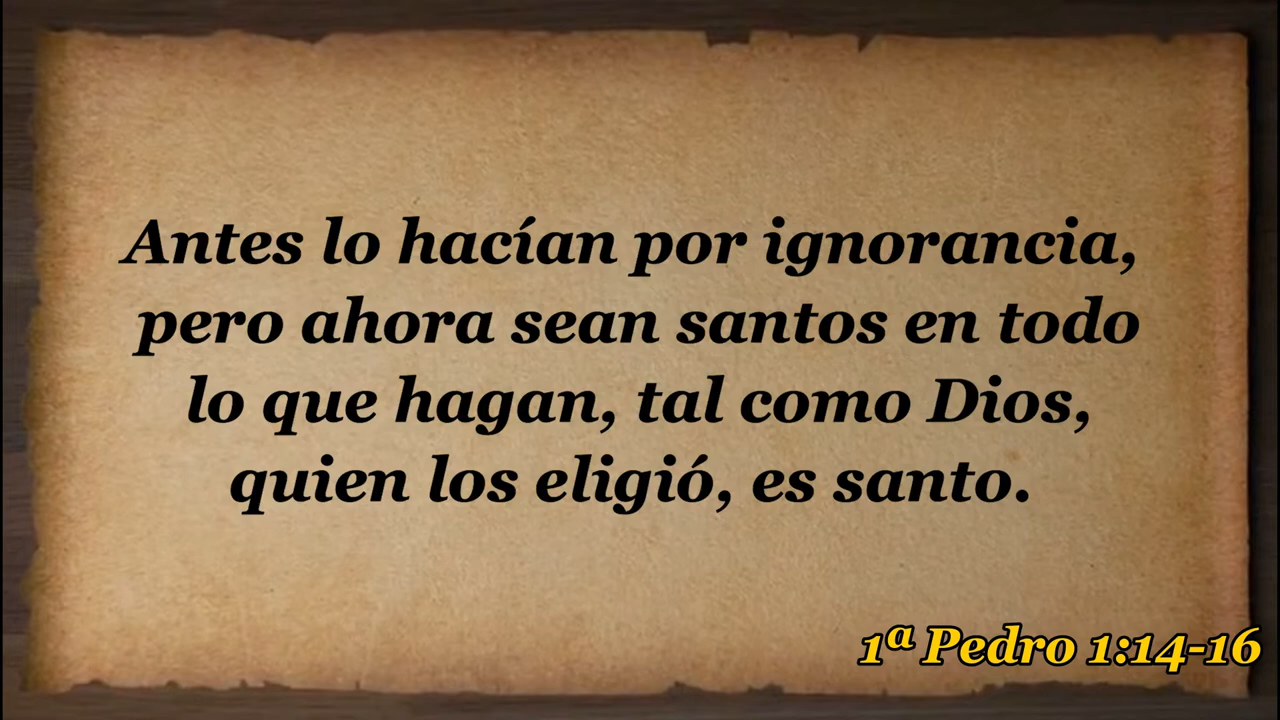 Antes lo hacían por ignorancia,
pero ahora sean santos en todo
lo que hagan, tal como Dios,
quien los eligió, es santo.
1ª Pedro 1:14-16